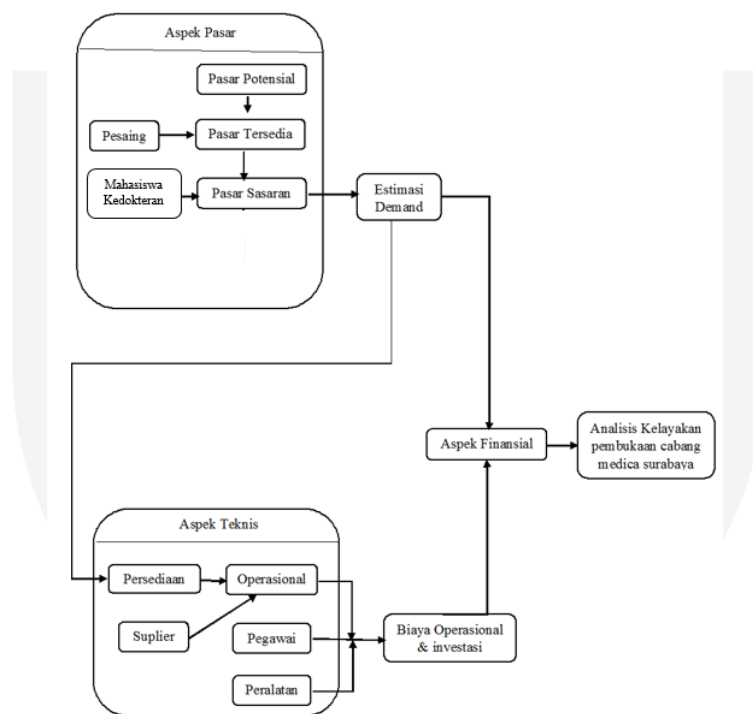 Aspek Pasar
Pasar Potensial
Pesaing
Pasar Tersedia
Mahasiswa
Kedokteran
Pasar Sasaran
Estimasi
Demand
Aspek Finansial
Analisis Kelayakan
pembukaan cabang
medica surabaya
Aspek Teknis
Persediaan
Operasional
Suplier
Pegawai
Peralatan
Biaya Operasional
& investasi